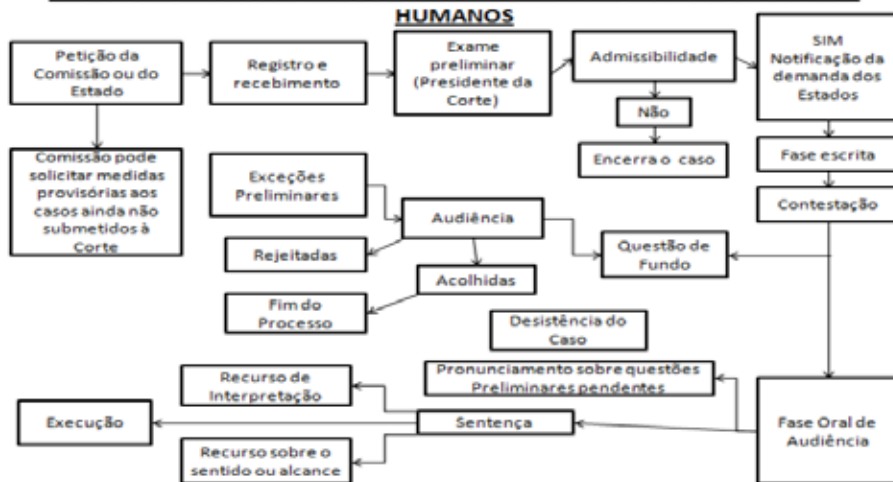 HUMANOS
Petição da
Comissão ou do
Estado
Registro e
recebimento
Exame
preliminar
(Presidente da
Corte)
Admissibilidade
SIM
Notificação da
demanda dos
Estados
Não
Encerra o caso
Fase escrita
Contestação
Comissão pode
solicitar medidas
provisórias aos
casos ainda não
submetidos à
Corte
Exceções
Preliminares
Audiência
Rejeitadas
Acolhidas
Questão de
Fundo
Fim do
Processo
Desistência do
Caso
Pronunciamento sobre questões
Preliminares pendentes
Recurso de
Interpretação
Execução
Sentença
Fase Oral de
Audiência
Recurso sobre o
sentido ou alcance